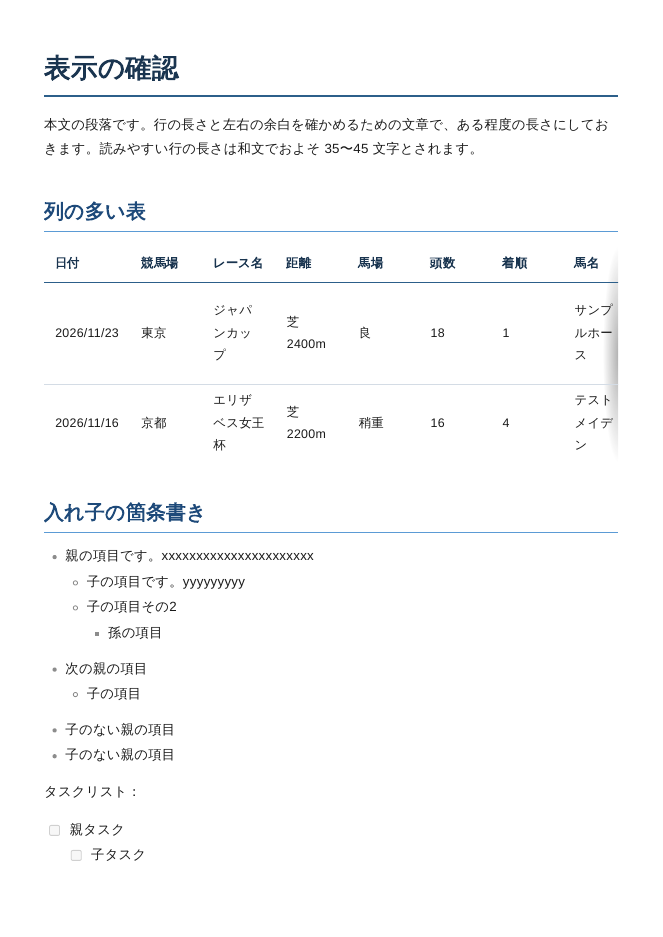 表示の確認
本文の段落です。行の長さと左右の余白を確かめるための文章で、ある程度の長さにしてお
きます。読みやすい行の長さは和文でおよそ 35〜45 文字とされます。
列の多い表
日付 競馬場 レース名 距離 馬場 頭数 着順 馬名
2026/11/23 東京 ジャパンカップ 芝2400m 良 18 1 サンプルホース
2026/11/16 京都 エリザベス女王杯 芝2200m 稍重 16 4 テストメイデン
入れ子の箇条書き
親の項目です。xxxxxxxxxxxxxxxxxxxxxx
子の項目です。yyyyyyyyy
子の項目その2
孫の項目
次の親の項目
子の項目
子のない親の項目
子のない親の項目
タスクリスト：
親タスク
子タスク